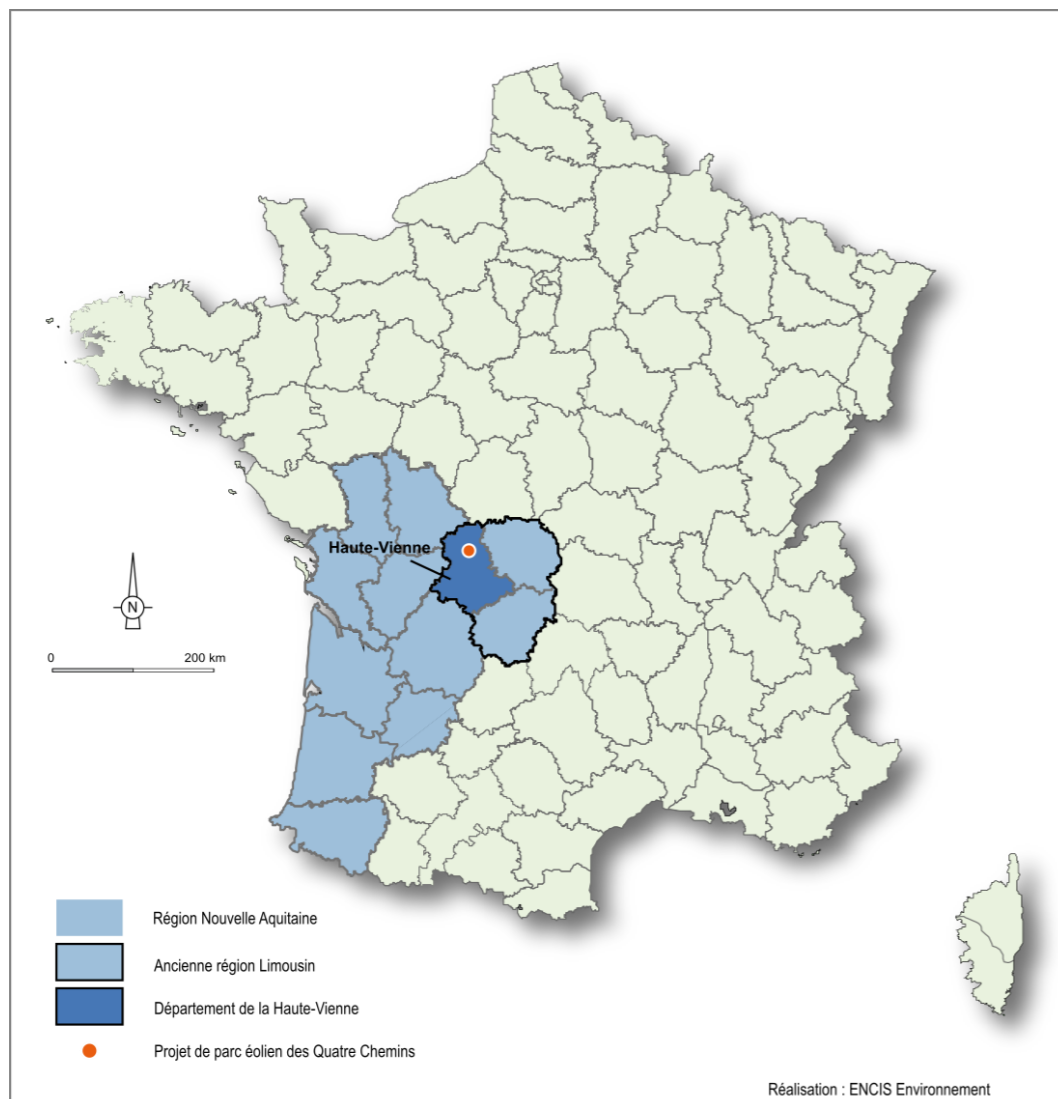 Haute-Vienne
N
0 200 km
Région Nouvelle Aquitaine
Ancienne région Limousin
Département de la Haute-Vienne
Projet de parc éolien des Quatre Chemins
Réalisation : ENCIS Environnement